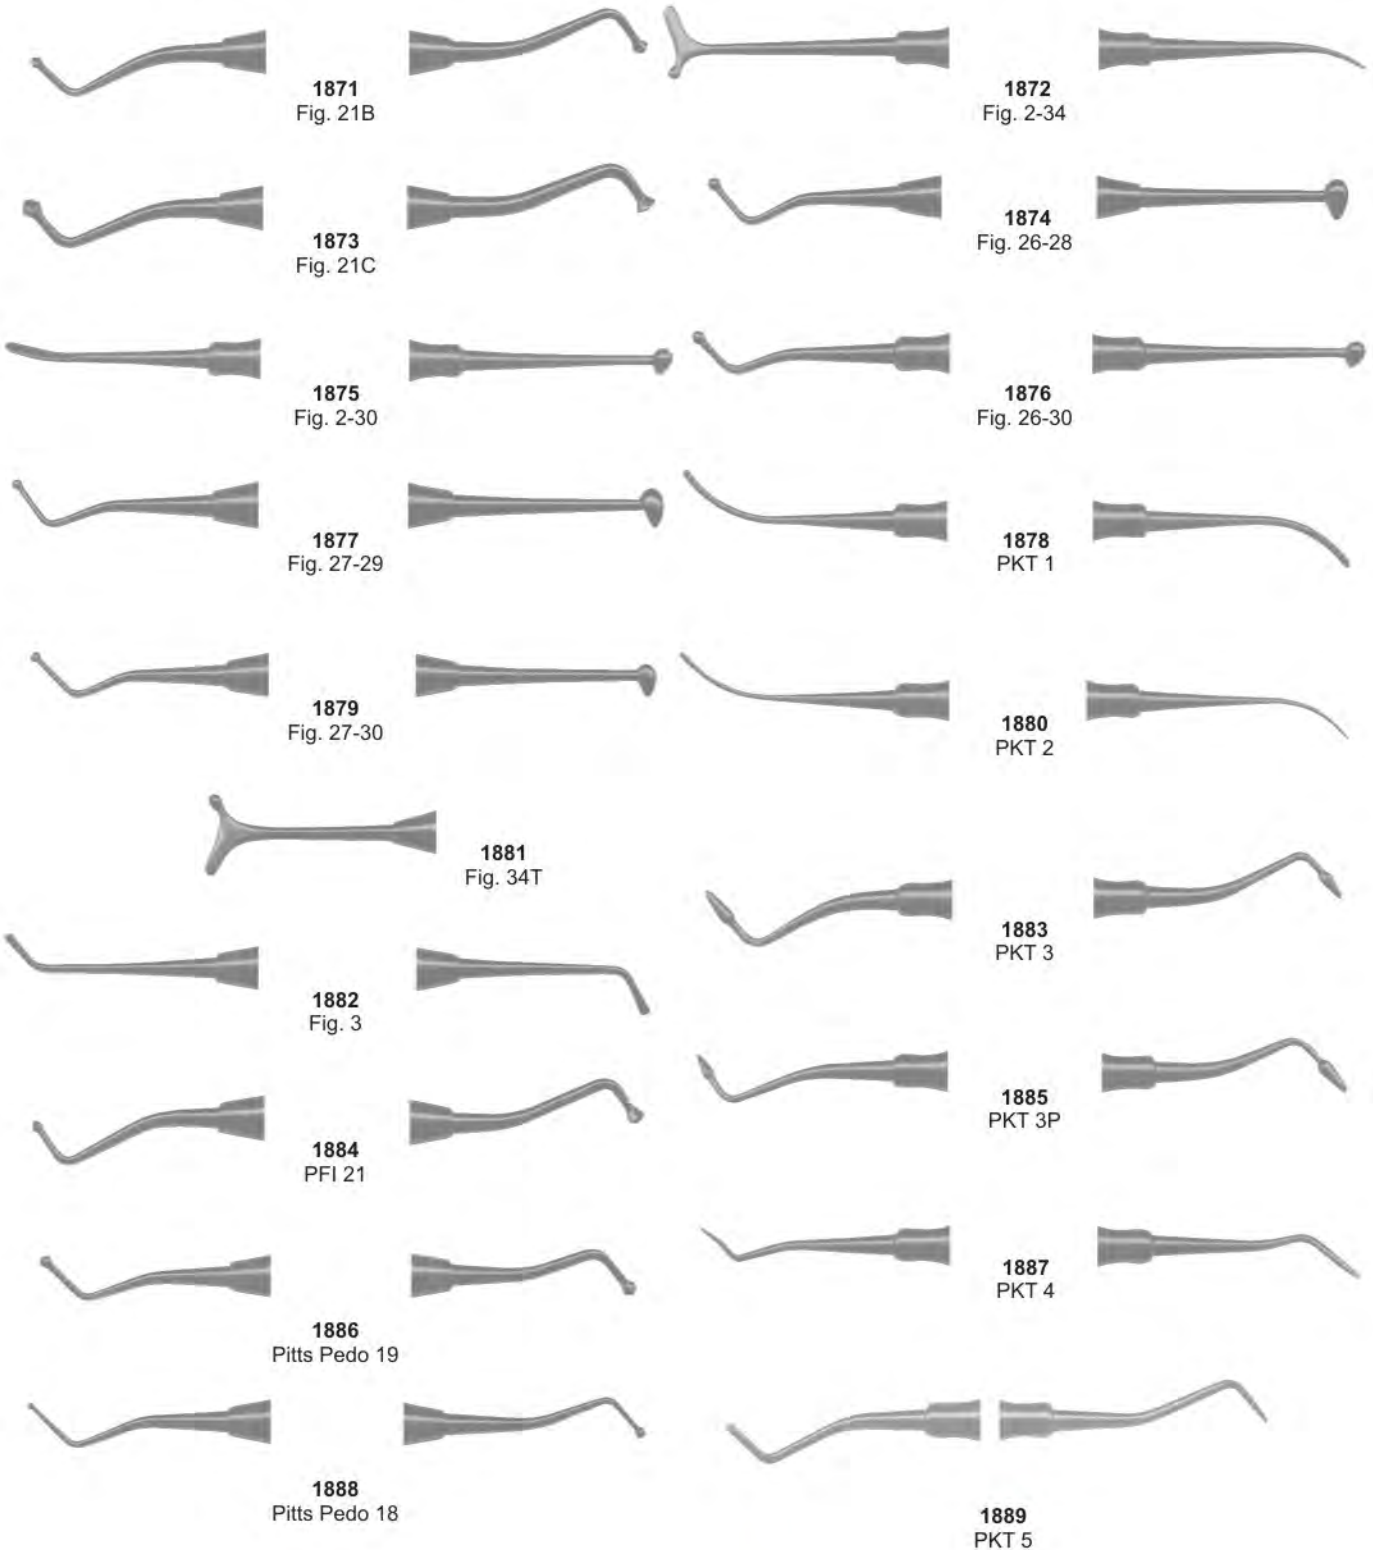 1871
Fig. 21B
1872
Fig. 2-34
1873
Fig. 21C
1874
Fig. 26-28
1875
Fig. 2-30
1876
Fig. 26-30
1877
Fig. 27-29
1878
PKT 1
1879
Fig. 27-30
1880
PKT 2
1881
Fig. 34T
1882
Fig. 3
1883
PKT 3
1884
PFI 21
1885
PKT 3P
1886
Pitts Pedo 19
1887
PKT 4
1888
Pitts Pedo 18
1889
PKT 5